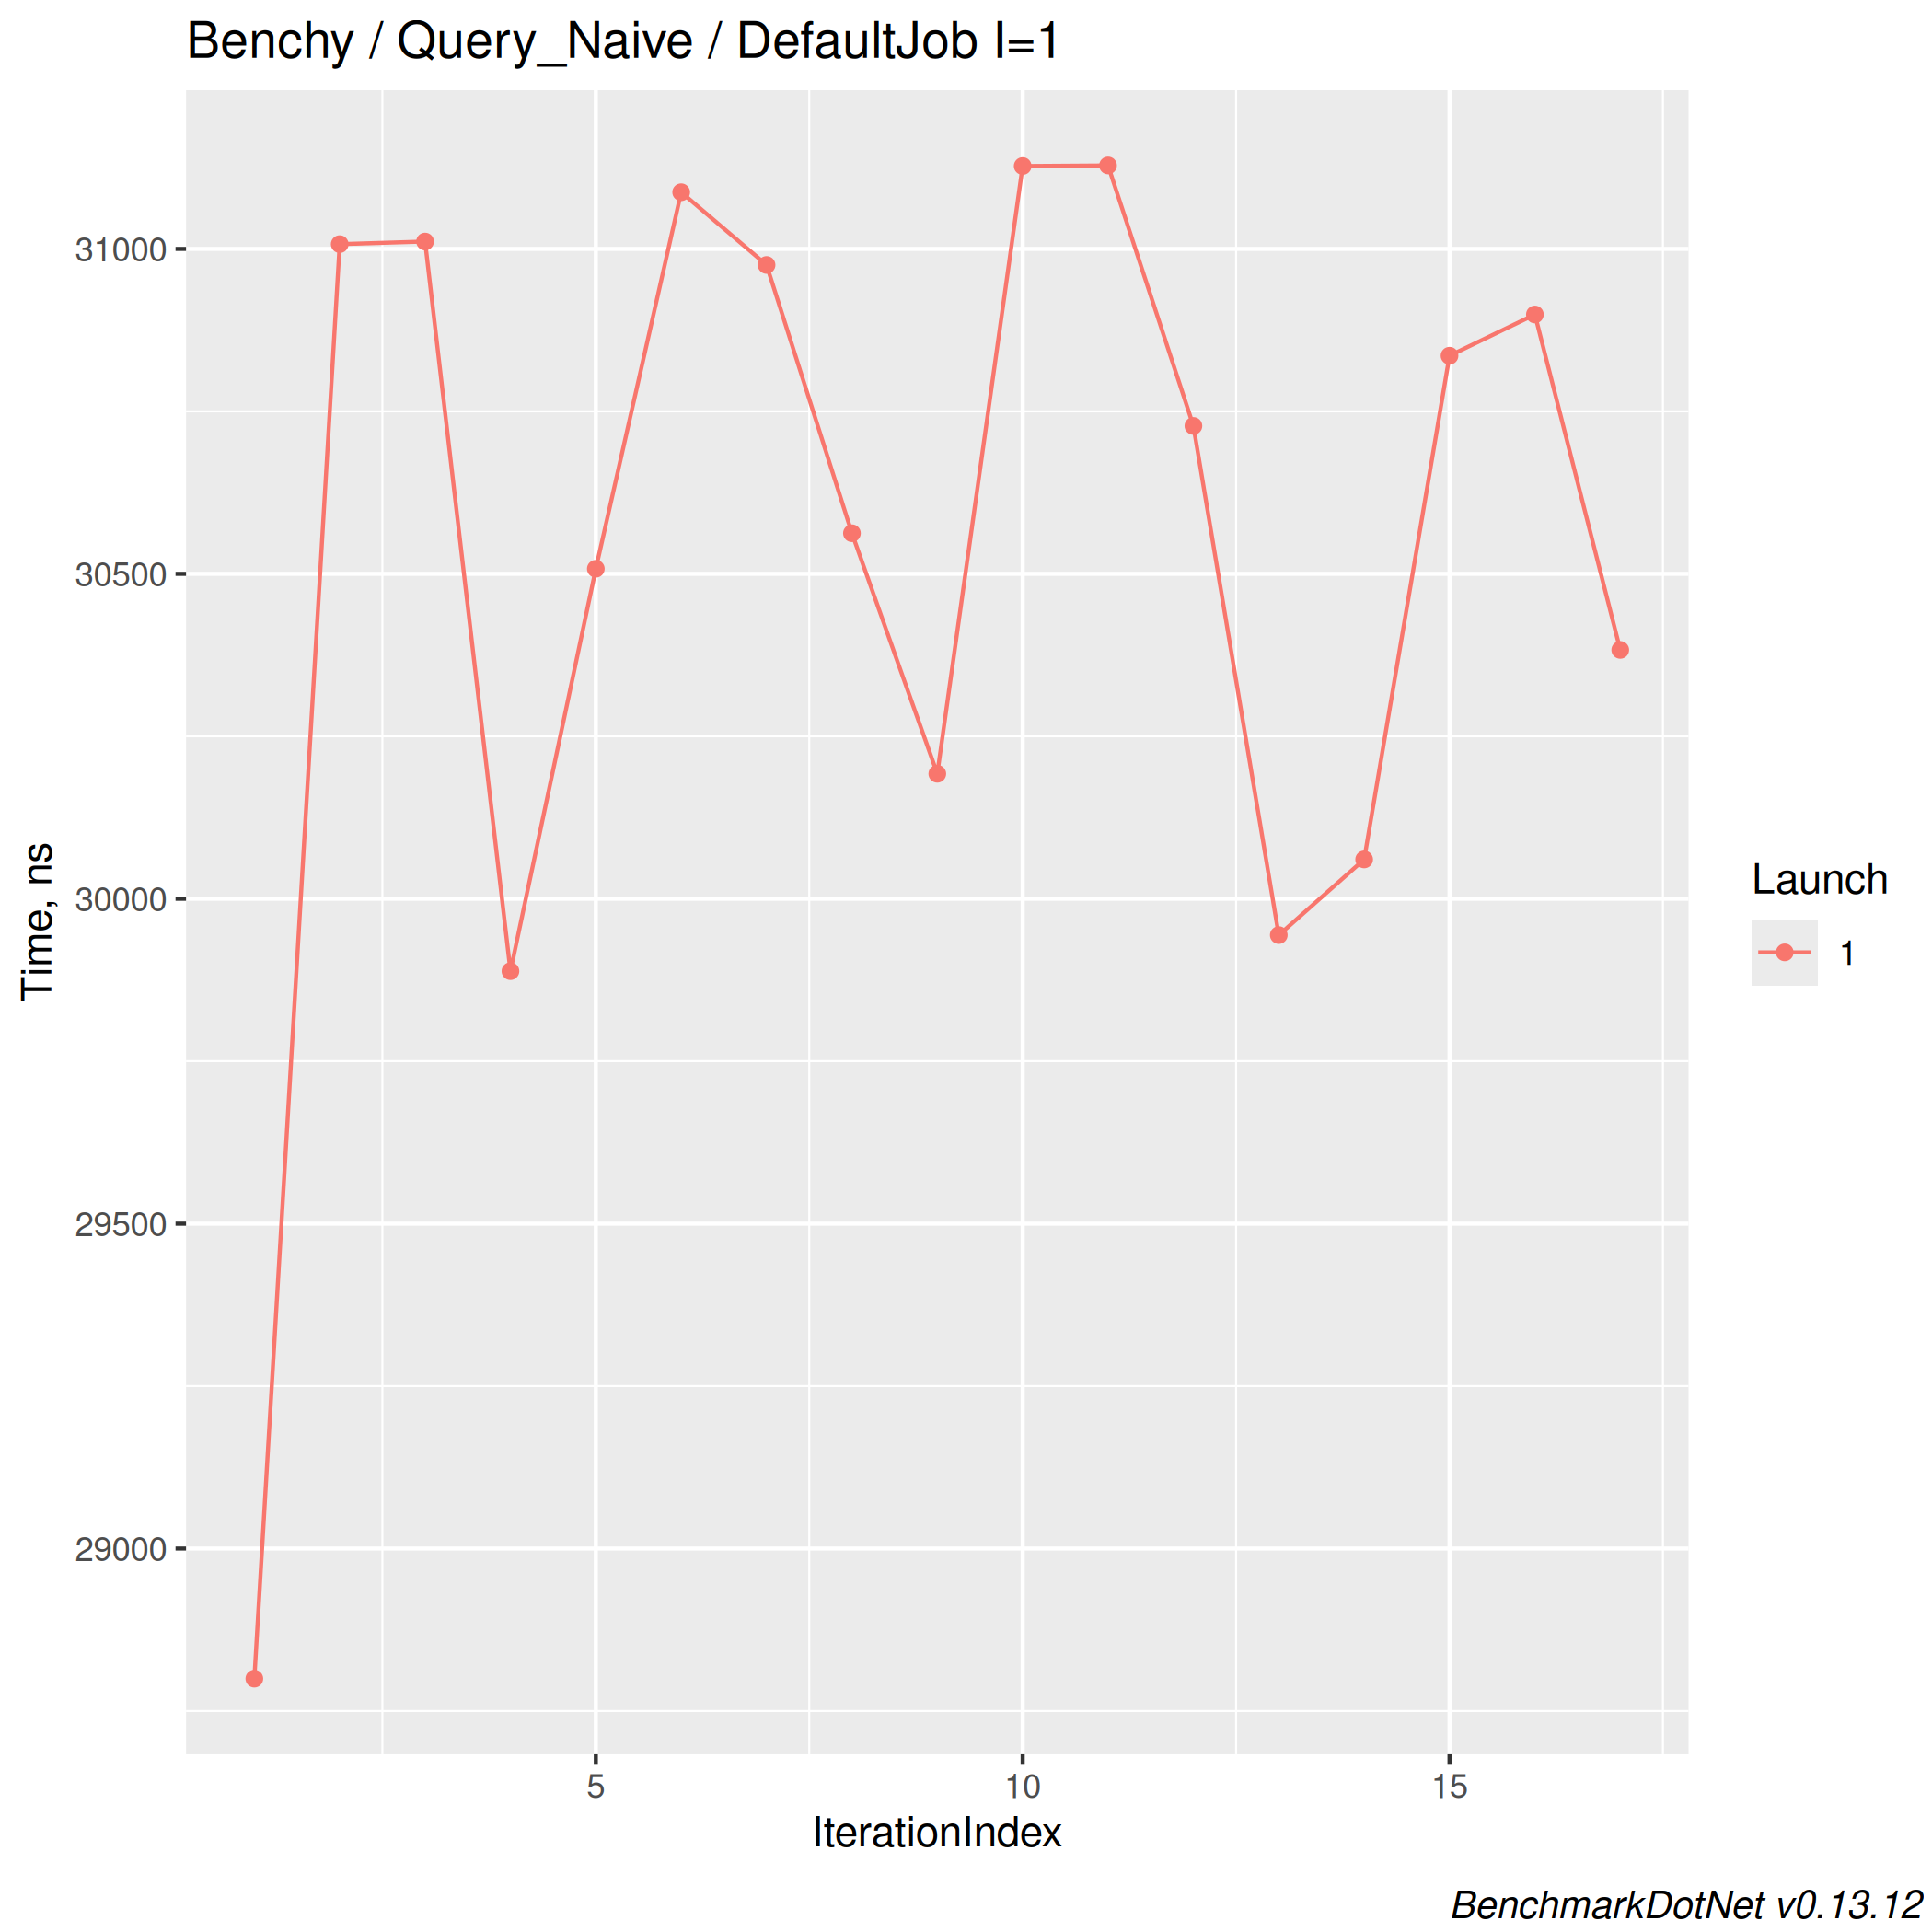 Benchy / Query_Naive / DefaultJob I=1
Time, ns
31000
30500
30000
29500
29000
5
10
15
IterationIndex
Launch
1
BenchmarkDotNet v0.13.12